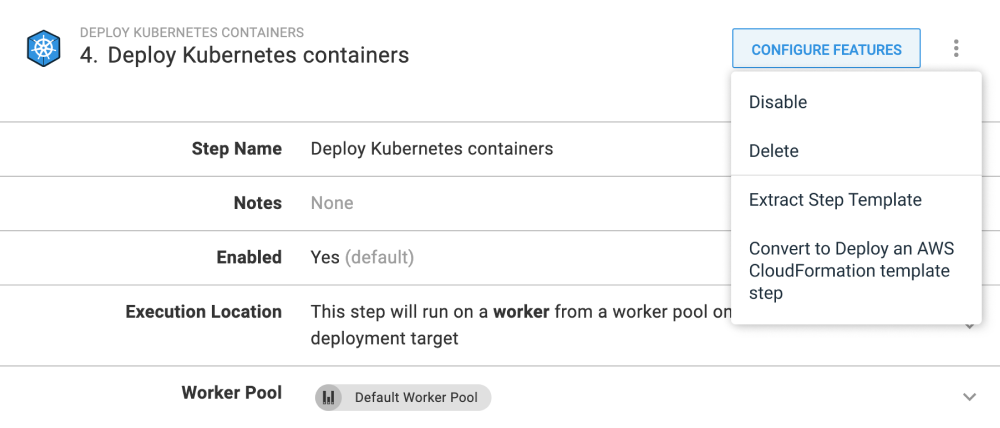 DEPLOY KUBERNETES CONTAINERS
4. Deploy Kubernetes containers
CONFIGURE FEATURES
Disable
Delete
Extract Step Template
Convert to Deploy an AWS
CloudFormation template
step
Step Name Deploy Kubernetes containers
Notes None
Enabled Yes (default)
Execution Location This step will run on a worker from a worker pool on
deployment target
Worker Pool Default Worker Pool